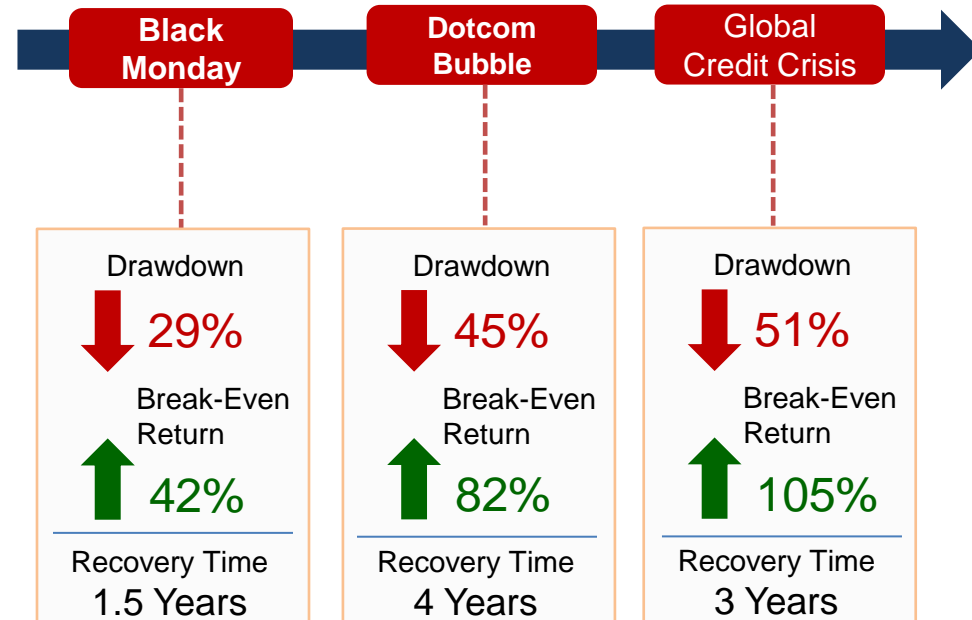 Black
Monday
Dotcom
Bubble
Global
Credit Crisis
Drawdown
29%
Break-Even
Return
42%
Recovery Time
1.5 Years
Drawdown
45%
Break-Even
Return
82%
Recovery Time
4 Years
Drawdown
51%
Break-Even
Return
105%
Recovery Time
3 Years